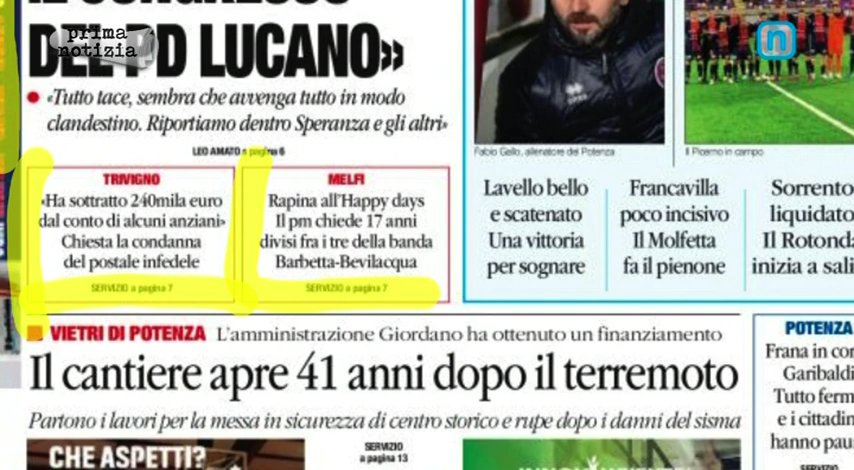 prima
notizia
n
DEL PD LUCANO»
«Tutto tace, sembra che avvenga tutto in modo
clandestino. Riportiamo dentro Speranza e gli altri»
LEO AMATO a pagina 6
TRIVIGNO
«Ha sottratto 240mila euro
dal conto di alcuni anziani»
Chiesta la condanna
del postale infedele
SERVIZIO a pagina 7
MELFI
Rapina all'Happy days
Il pm chiede 17 anni
divisi fra i tre della banda
Barbetta-Bevilacqua
SERVIZIO a pagina 7
Fabio Gallo, allenatore del Potenza
Il Picerno in campo
Lavello bello
e scatenato
Una vittoria
per sognare
Francavilla
poco incisivo
Il Molfetta
fa il pienone
Sorrento
liquidato
Il Rotonda
inizia a sali
VIETRI DI POTENZA L'amministrazione Giordano ha ottenuto un finanziamento
Il cantiere apre 41 anni dopo il terremoto
Partono i lavori per la messa in sicurezza di centro storico e rupe dopo i danni del sisma
CHE ASPETTI?
SERVIZIO
a pagina 13
POTENZA
Frana in cor
Garibaldi
Tutto ferm
e i cittadin
hanno pau
SERVIZIO